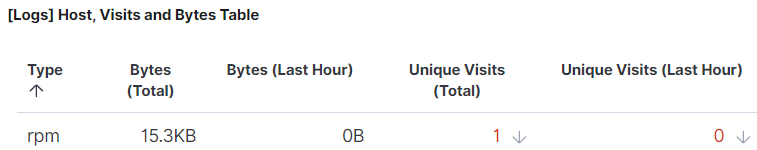 [Logs] Host, Visits and Bytes Table
Type Bytes (Total) Bytes (Last Hour) Unique Visits (Total) Unique Visits (Last Hour)
rpm 15.3KB 0B 1 0